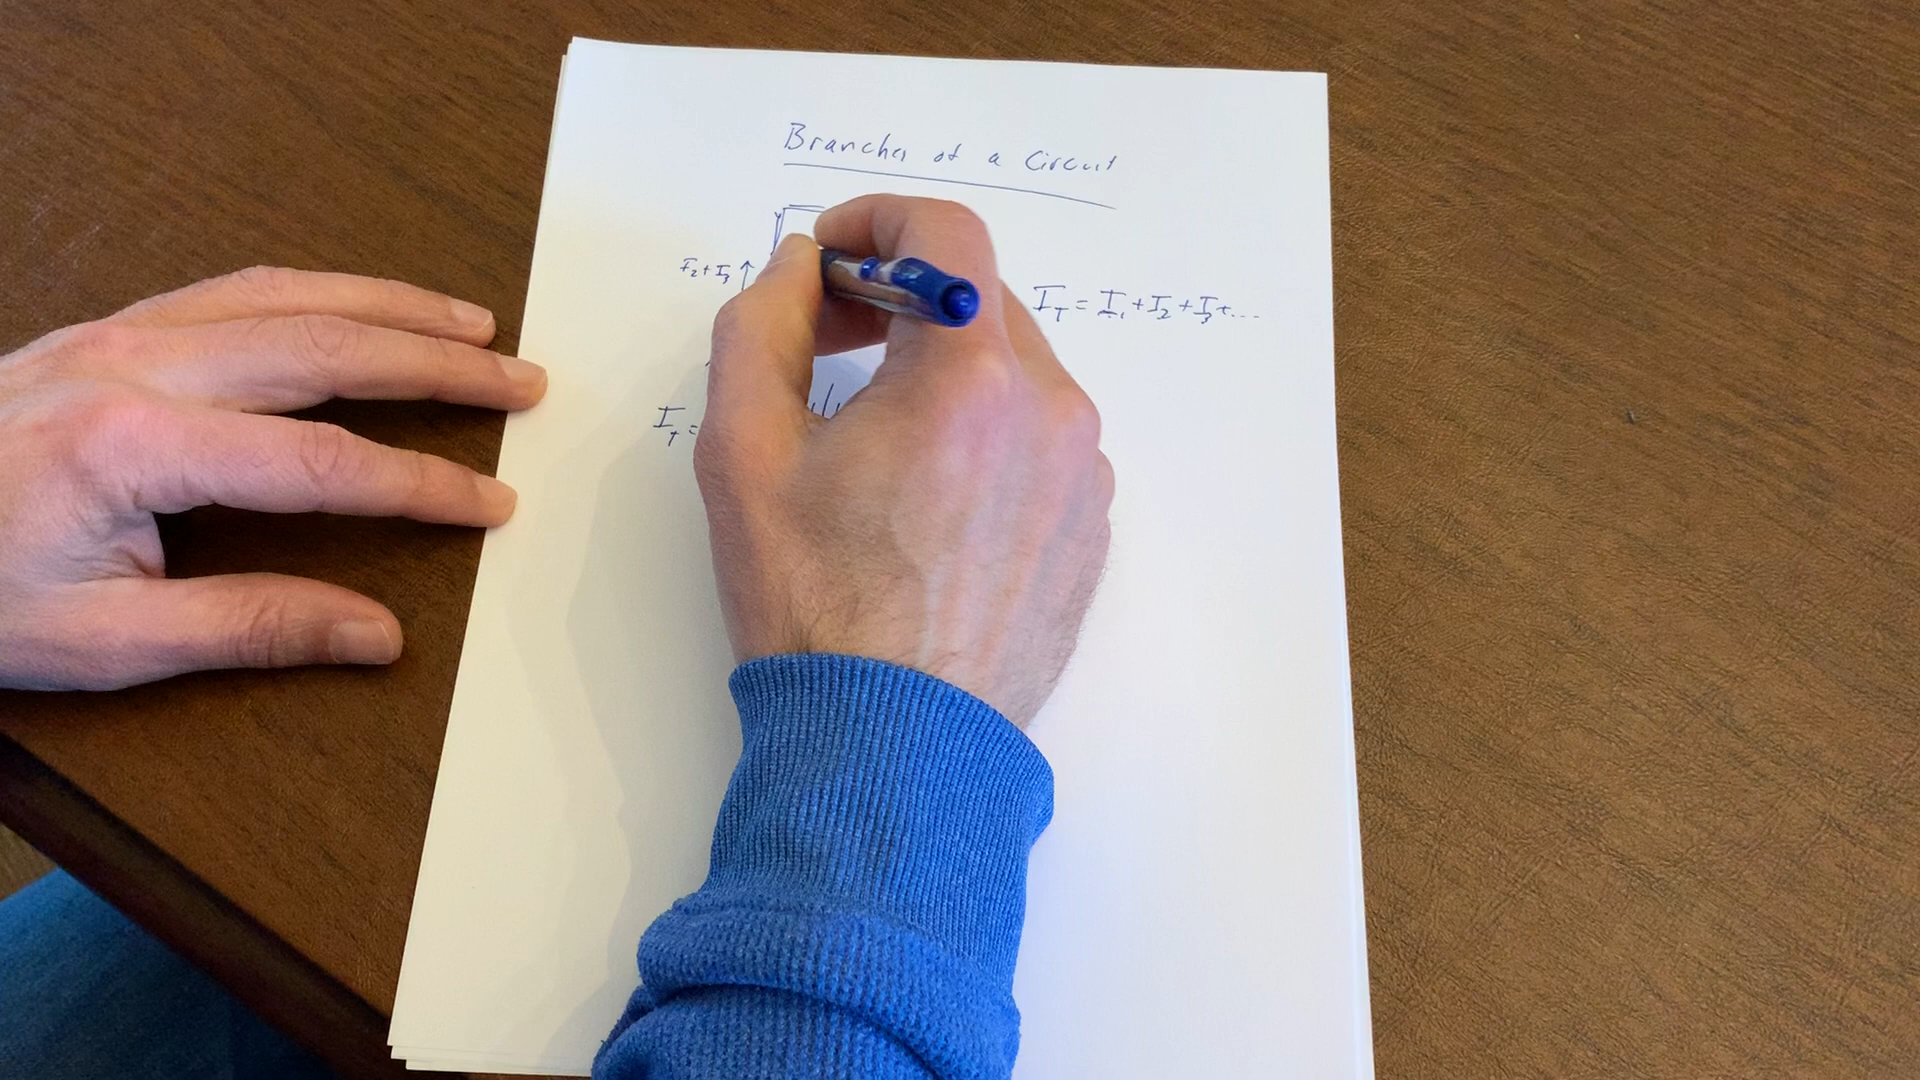 Branches of a Circuit
I₂+I₃
I_T = I₁ + I₂ + I₃ + ...
I_T =